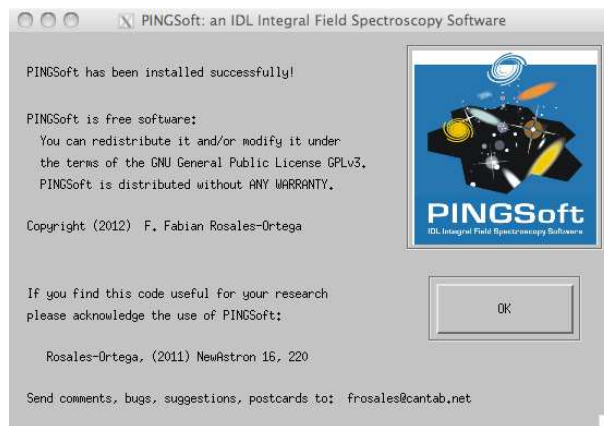 PINGSoft: an IDL Integral Field Spectroscopy Software
PINGSoft has been installed successfully!
PINGSoft is free software:
You can redistribute it and/or modify it under
the terms of the GNU General Public License GPLv3.
PINGSoft is distributed without ANY WARRANTY.
Copyright (2012) F. Fabian Rosales-Ortega
PINGSoft
IDL Integral Field Spectroscopy Software
If you find this code useful for your research
please acknowledge the use of PINGSoft:
OK
Rosales-Ortega, (2011) NewAstron 16, 220
Send comments, bugs, suggestions, postcards to: frosales@cantab.net